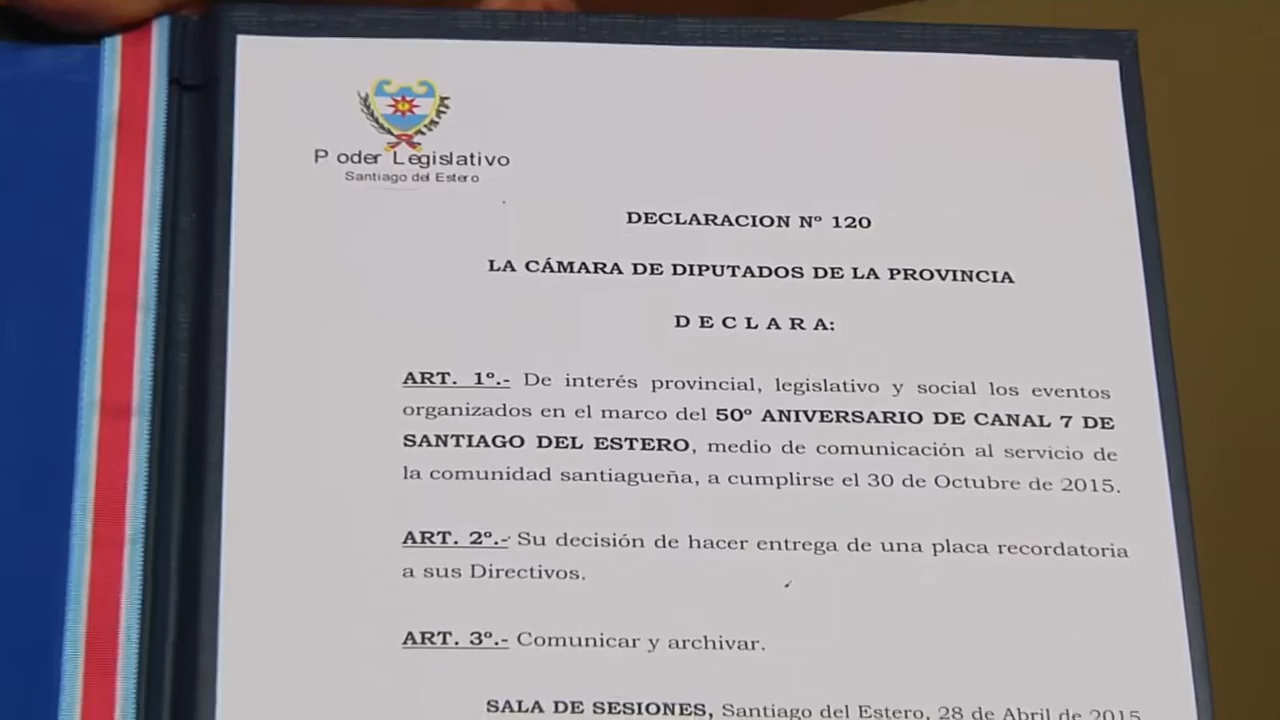 Poder Legislativo
Santiago del Estero
DECLARACION Nº 120
LA CÁMARA DE DIPUTADOS DE LA PROVINCIA
D E C L A R A:
ART. 1º.- De interés provincial, legislativo y social los eventos
organizados en el marco del 50º ANIVERSARIO DE CANAL 7 DE
SANTIAGO DEL ESTERO, medio de comunicación al servicio de
la comunidad santiagueña, a cumplirse el 30 de Octubre de 2015.
ART. 2º.- Su decisión de hacer entrega de una placa recordatoria
a sus Directivos.
ART. 3º.- Comunicar y archivar.
SALA DE SESIONES, Santiago del Estero, 28 de Abril de 2015